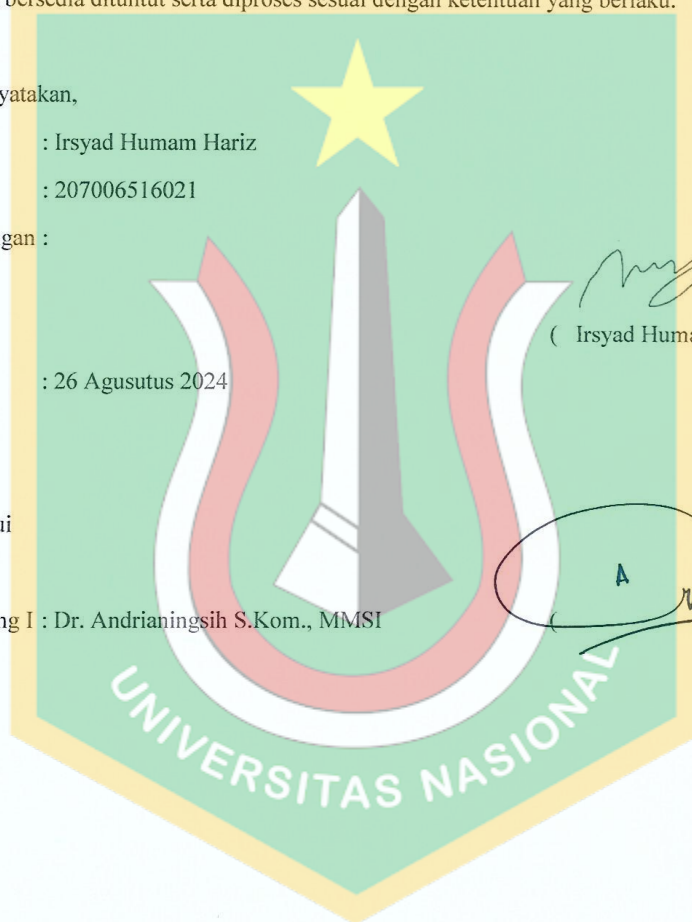 bersedia dituntut serta diproses sesuai dengan ketentuan yang berlaku.
yatakan,
: Irsyad Humam Hariz
: 207006516021
gan :
( Irsyad Huma
: 26 Agusutus 2024
ui
ng I : Dr. Andrianingsih S.Kom., MMSI (
UNIVERSITAS NASIONAL